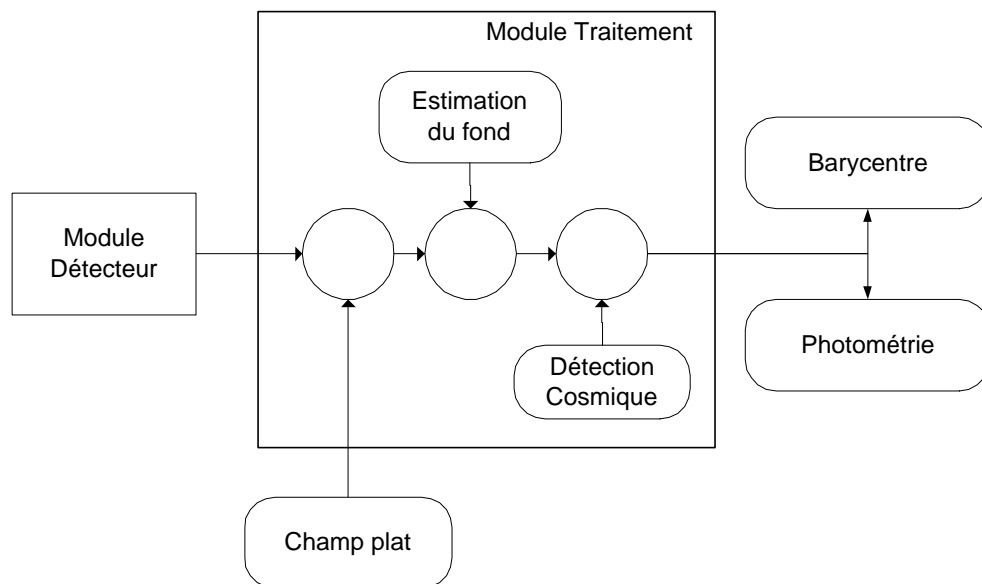 Module Traitement
Estimation
du fond
Barycentre
Module
Détecteur
Photométrie
Détection
Cosmique
Champ plat